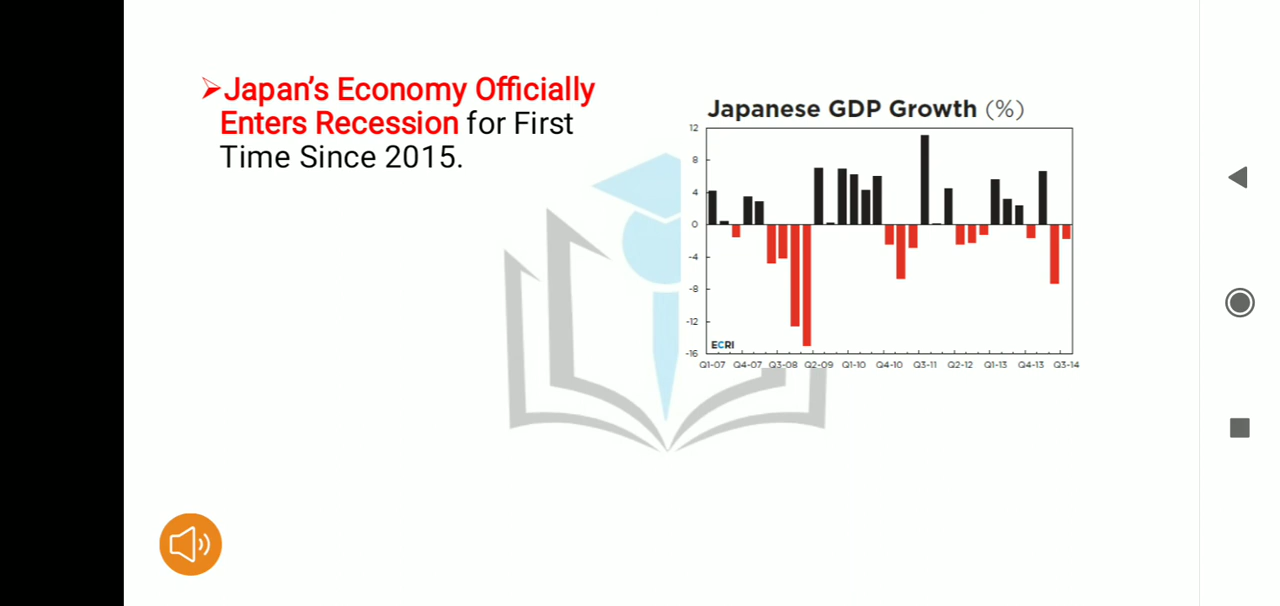 ➢Japan's Economy Officially
Enters Recession for First
Time Since 2015.
Japanese GDP Growth (%)
12
8
4
0
-4
-8
-12
-16
ECRI
Q1-07 Q4-07 Q3-08 Q2-09 Q1-10 Q4-10 Q3-11 Q2-12 Q1-13 Q4-13 Q3-14